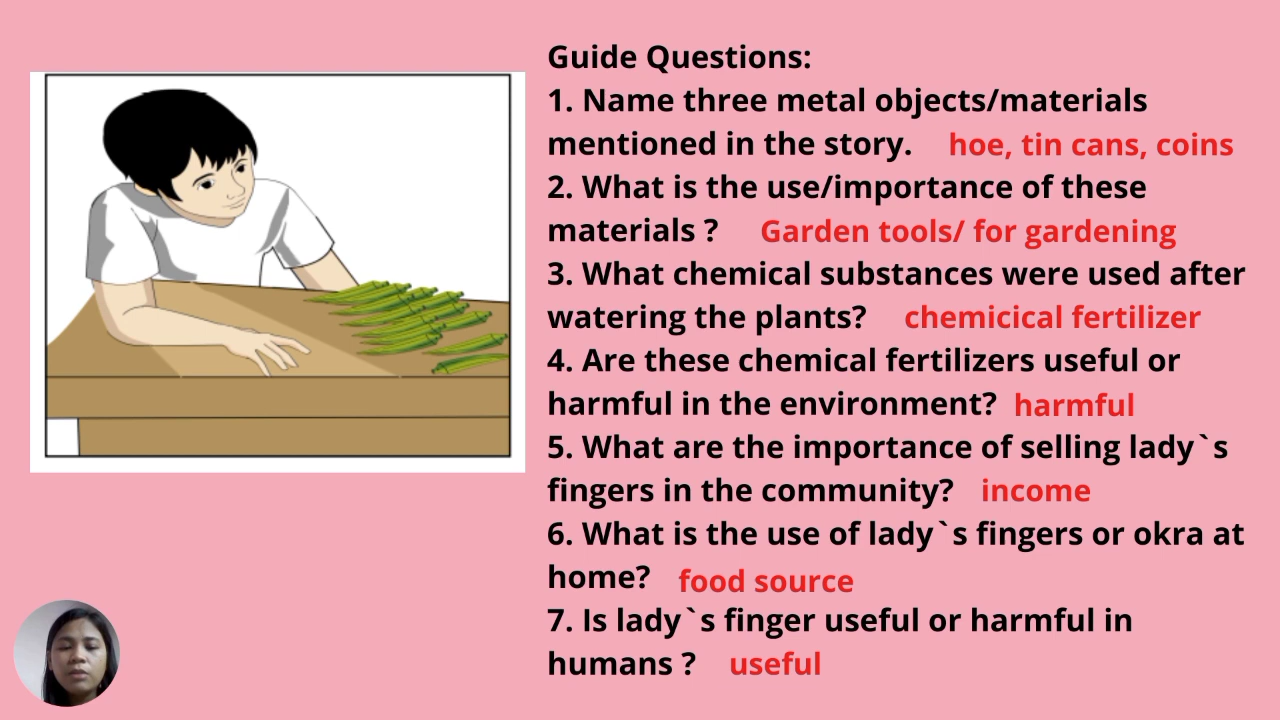 Guide Questions:
1. Name three metal objects/materials
mentioned in the story. hoe, tin cans, coins
2. What is the use/importance of these
materials ? Garden tools/ for gardening
3. What chemical substances were used after
watering the plants? chemicical fertilizer
4. Are these chemical fertilizers useful or
harmful in the environment? harmful
5. What are the importance of selling lady`s
fingers in the community? income
6. What is the use of lady`s fingers or okra at
home? food source
7. Is lady`s finger useful or harmful in
humans ? useful